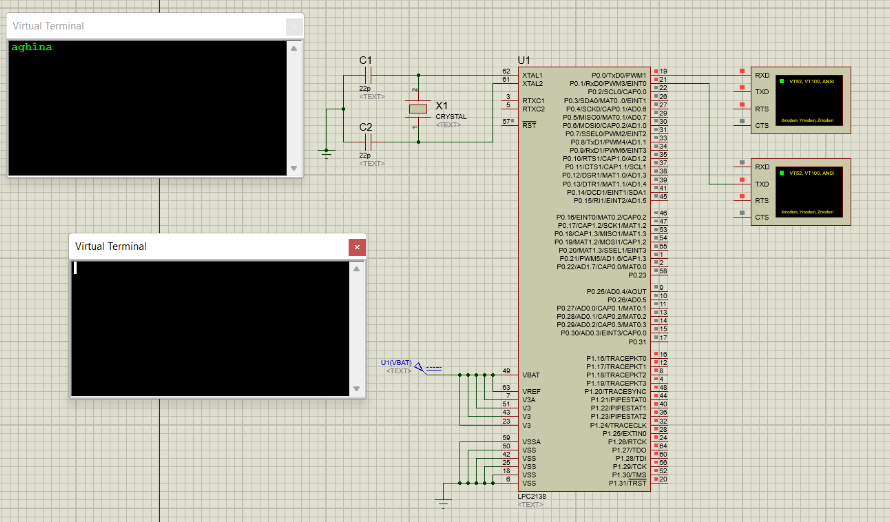 Virtual Terminal
aghîna
Virtual Terminal
C1
22p
<TEXT>
C2
22p
<TEXT>
X1
CRYSTAL
<TEXT>
2
1
U1
62 XTAL1
61 XTAL2
3 RTXC1
5 RTXC2
57 RST
U1(VBAT)
<TEXT>
49 VBAT
63 VREF
7 V3A
51 V3
43 V3
23 V3
59 VSSA
50 VSS
42 VSS
25 VSS
18 VSS
6 VSS
P0.0/TxD0/PWM1 19
P0.1/RxD0/PWM3/EINT0 21
P0.2/SCL0/CAP0.0 22
P0.3/SDA0/MAT0..0/EINT1 26
P0.4/SCK0/CAP0.1/AD0.6 27
P0.5/MISO0/MAT0.1/AD0.7 29
P0.6/MOSI0/CAP0.2/AD1.0 30
P0.7/SSEL0/PWM2/EINT2 31
P0.8/TxD1/PWM4/AD1.1 33
P0.9/RxD1/PWM6/EINT3 34
P0.10/RTS1/CAP1.0/AD1.2 35
P0.11/CTS1/CAP1.1/SCL1 37
P0.12/DSR1/MAT1.0/AD1.3 38
P0.13/DTR1/MAT1.1/AD1.4 39
P0.14/DCD1/EINT1/SDA1 41
P0.15/RI1/EINT2/AD1.5 45
P0.16/EINT0/MAT0.2/CAP0.2 46
P0.17/CAP1.2/SCK1/MAT1.2 47
P0.18/CAP1.3/MISO1/MAT1.3 53
P0.19/MAT1.2/MOSI1/CAP1.2 54
P0.20/MAT1.3/SSEL1/EINT3 55
P0.21/PWM5/AD1.6/CAP1.3 1
P0.22/AD1.7/CAP0.0/MAT0.0 2
P0.23 58
P0.25/AD0.4/AOUT 9
P0.26/AD0.5 10
P0.27/AD0.0/CAP0.1/MAT0.1 11
P0.28/AD0.1/CAP0.2/MAT0.2 13
P0.29/AD0.2/CAP0.3/MAT0.3 14
P0.30/AD0.3/EINT3/CAP0.0 15
P0.31 17
P1.16/TRACEPKT0 16
P1.17/TRACEPKT1 12
P1.18/TRACEPKT2 8
P1.19/TRACEPKT3 4
P1.20/TRACESYNC 48
P1.21/PIPESTAT0 44
P1.22/PIPESTAT1 40
P1.23/PIPESTAT2 36
P1.24/TRACECLK 32
P1.25/EXTIN0 28
P1.26/RTCK 24
P1.27/TDO 64
P1.28/TDI 60
P1.29/TCK 56
P1.30/TMS 52
P1.31/TRST 20
LPC2138
<TEXT>
RXD
TXD
RTS
CTS
VT52, VT100, ANSI
Xmodem, Ymodem, Zmodem
RXD
TXD
RTS
CTS
VT52, VT100, ANSI
Xmodem, Ymodem, Zmodem